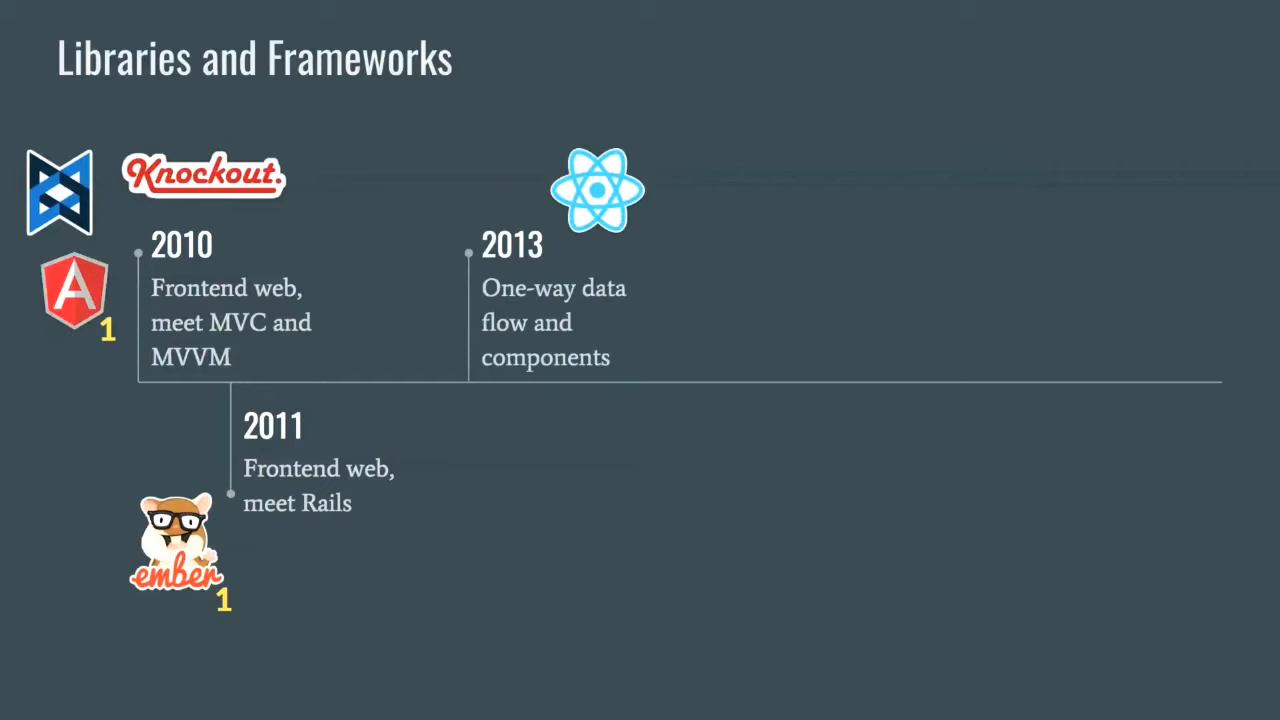 Libraries and Frameworks
Knockout.
2010
Frontend web,
meet MVC and
MVVM
A
1
2013
One-way data
flow and
components
2011
Frontend web,
meet Rails
ember
1